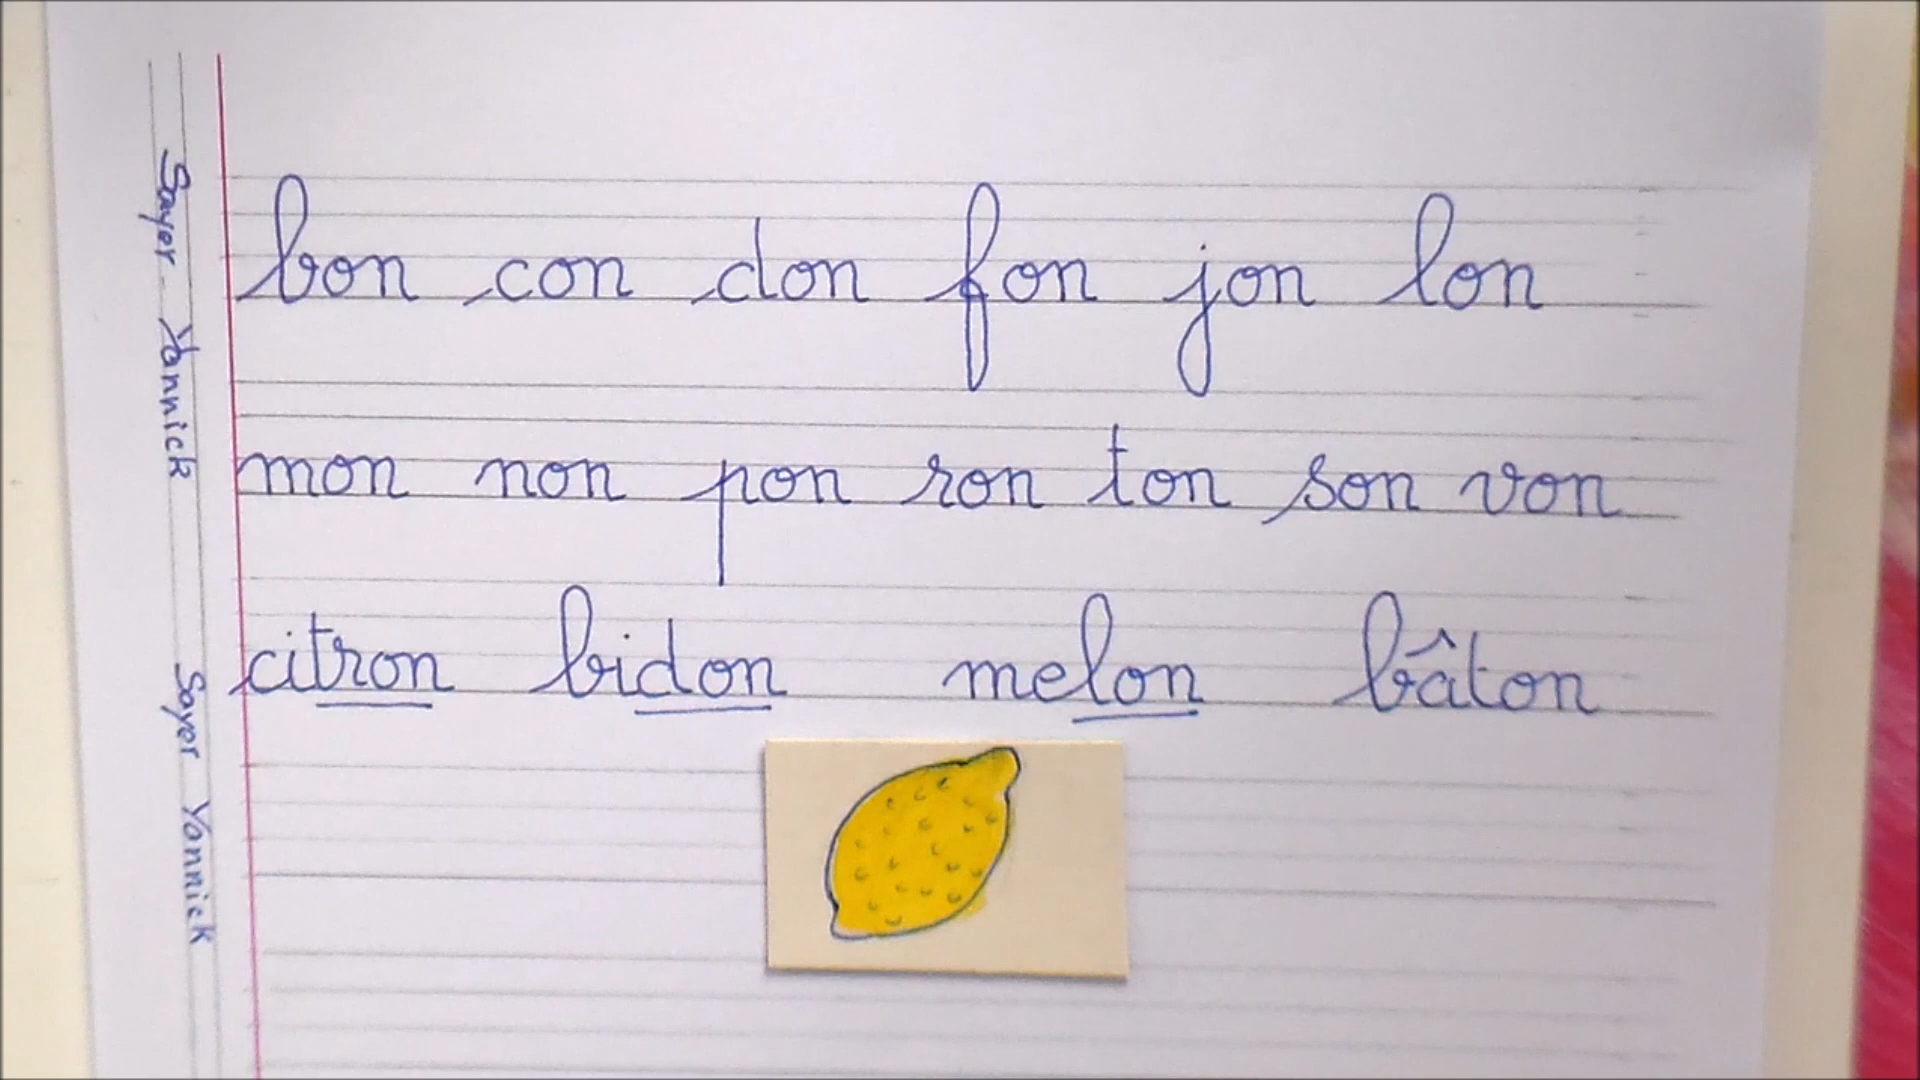 bon con don fon jon lon
mon non pon ron ton son von
citron bidon melon bâton
Sayer - Yannick
Sayer Yannick